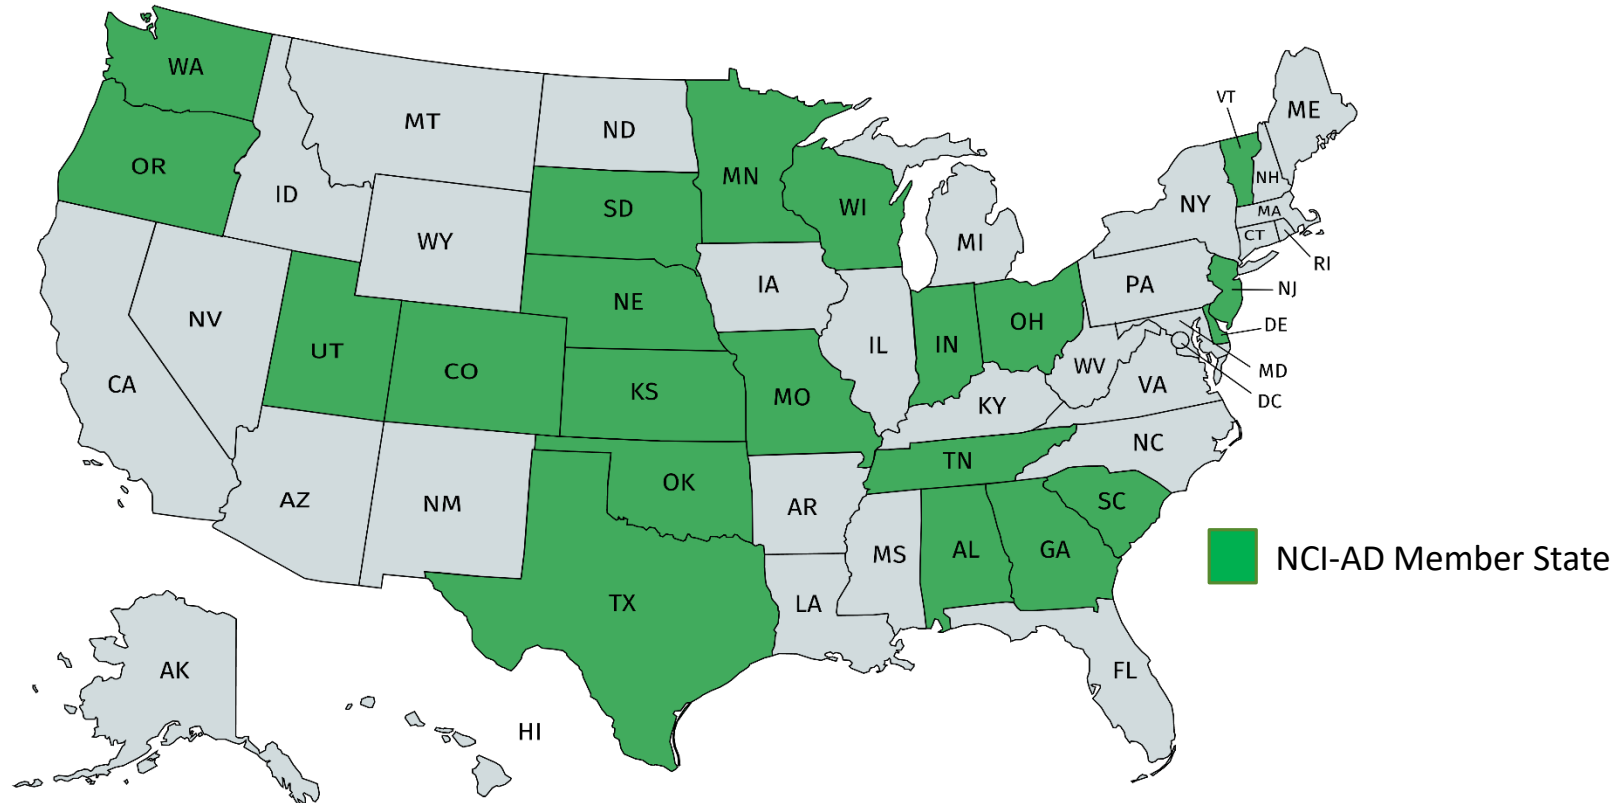 WA
MT
ND
MN
OR
ID
SD
WI
WY
MI
VT
ME
NH
NY
MA
CT
RI
NV
UT
CO
NE
IA
IL
IN
OH
PA
NJ
DE
MD
DC
CA
KS
MO
KY
WV
VA
AZ
NM
OK
AR
TN
NC
SC
MS
AL
GA
NCI-AD Member State
TX
LA
FL
AK
HI